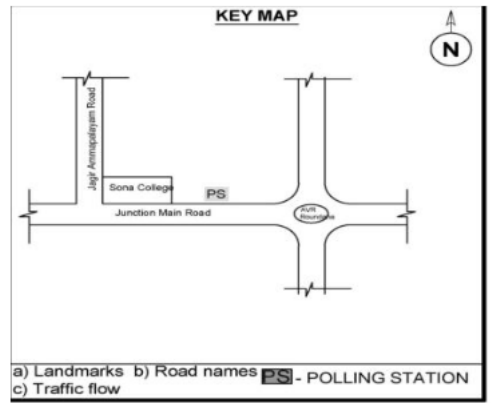 KEY MAP
N
Jagir Ammapalayam Road
Sona College
PS
Junction Main Road
AVR
Roundana
a) Landmarks b) Road names PS - POLLING STATION
c) Traffic flow